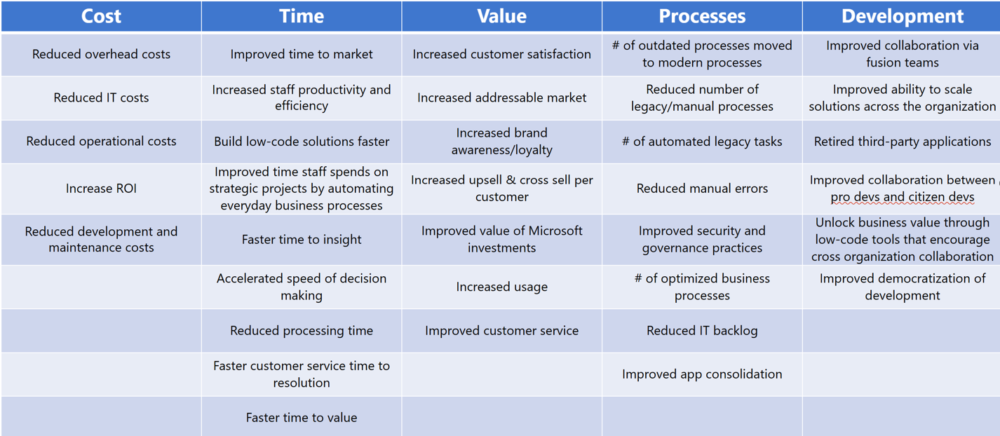 Cost Time Value Processes Development
Reduced overhead costs
Improved time to market
Increased customer satisfaction
# of outdated processes moved
to modern processes
Improved collaboration via
fusion teams
Reduced IT costs
Increased staff productivity and
efficiency
Increased addressable market
Reduced number of
legacy/manual processes
Improved ability to scale
solutions across the organization
Reduced operational costs
Build low-code solutions faster
Increased brand
awareness/loyalty
# of automated legacy tasks
Retired third-party applications
Increase ROI
Improved time staff spends on
strategic projects by automating
everyday business processes
Increased upsell & cross sell per
customer
Reduced manual errors
Improved collaboration between
pro devs and citizen devs
Reduced development and
maintenance costs
Faster time to insight
Improved value of Microsoft
investments
Improved security and
governance practices
Unlock business value through
low-code tools that encourage
cross organization collaboration
Accelerated speed of decision
making
Increased usage
# of optimized business
processes
Improved democratization of
development
Reduced processing time
Improved customer service
Reduced IT backlog
Faster customer service time to
resolution
Improved app consolidation
Faster time to value